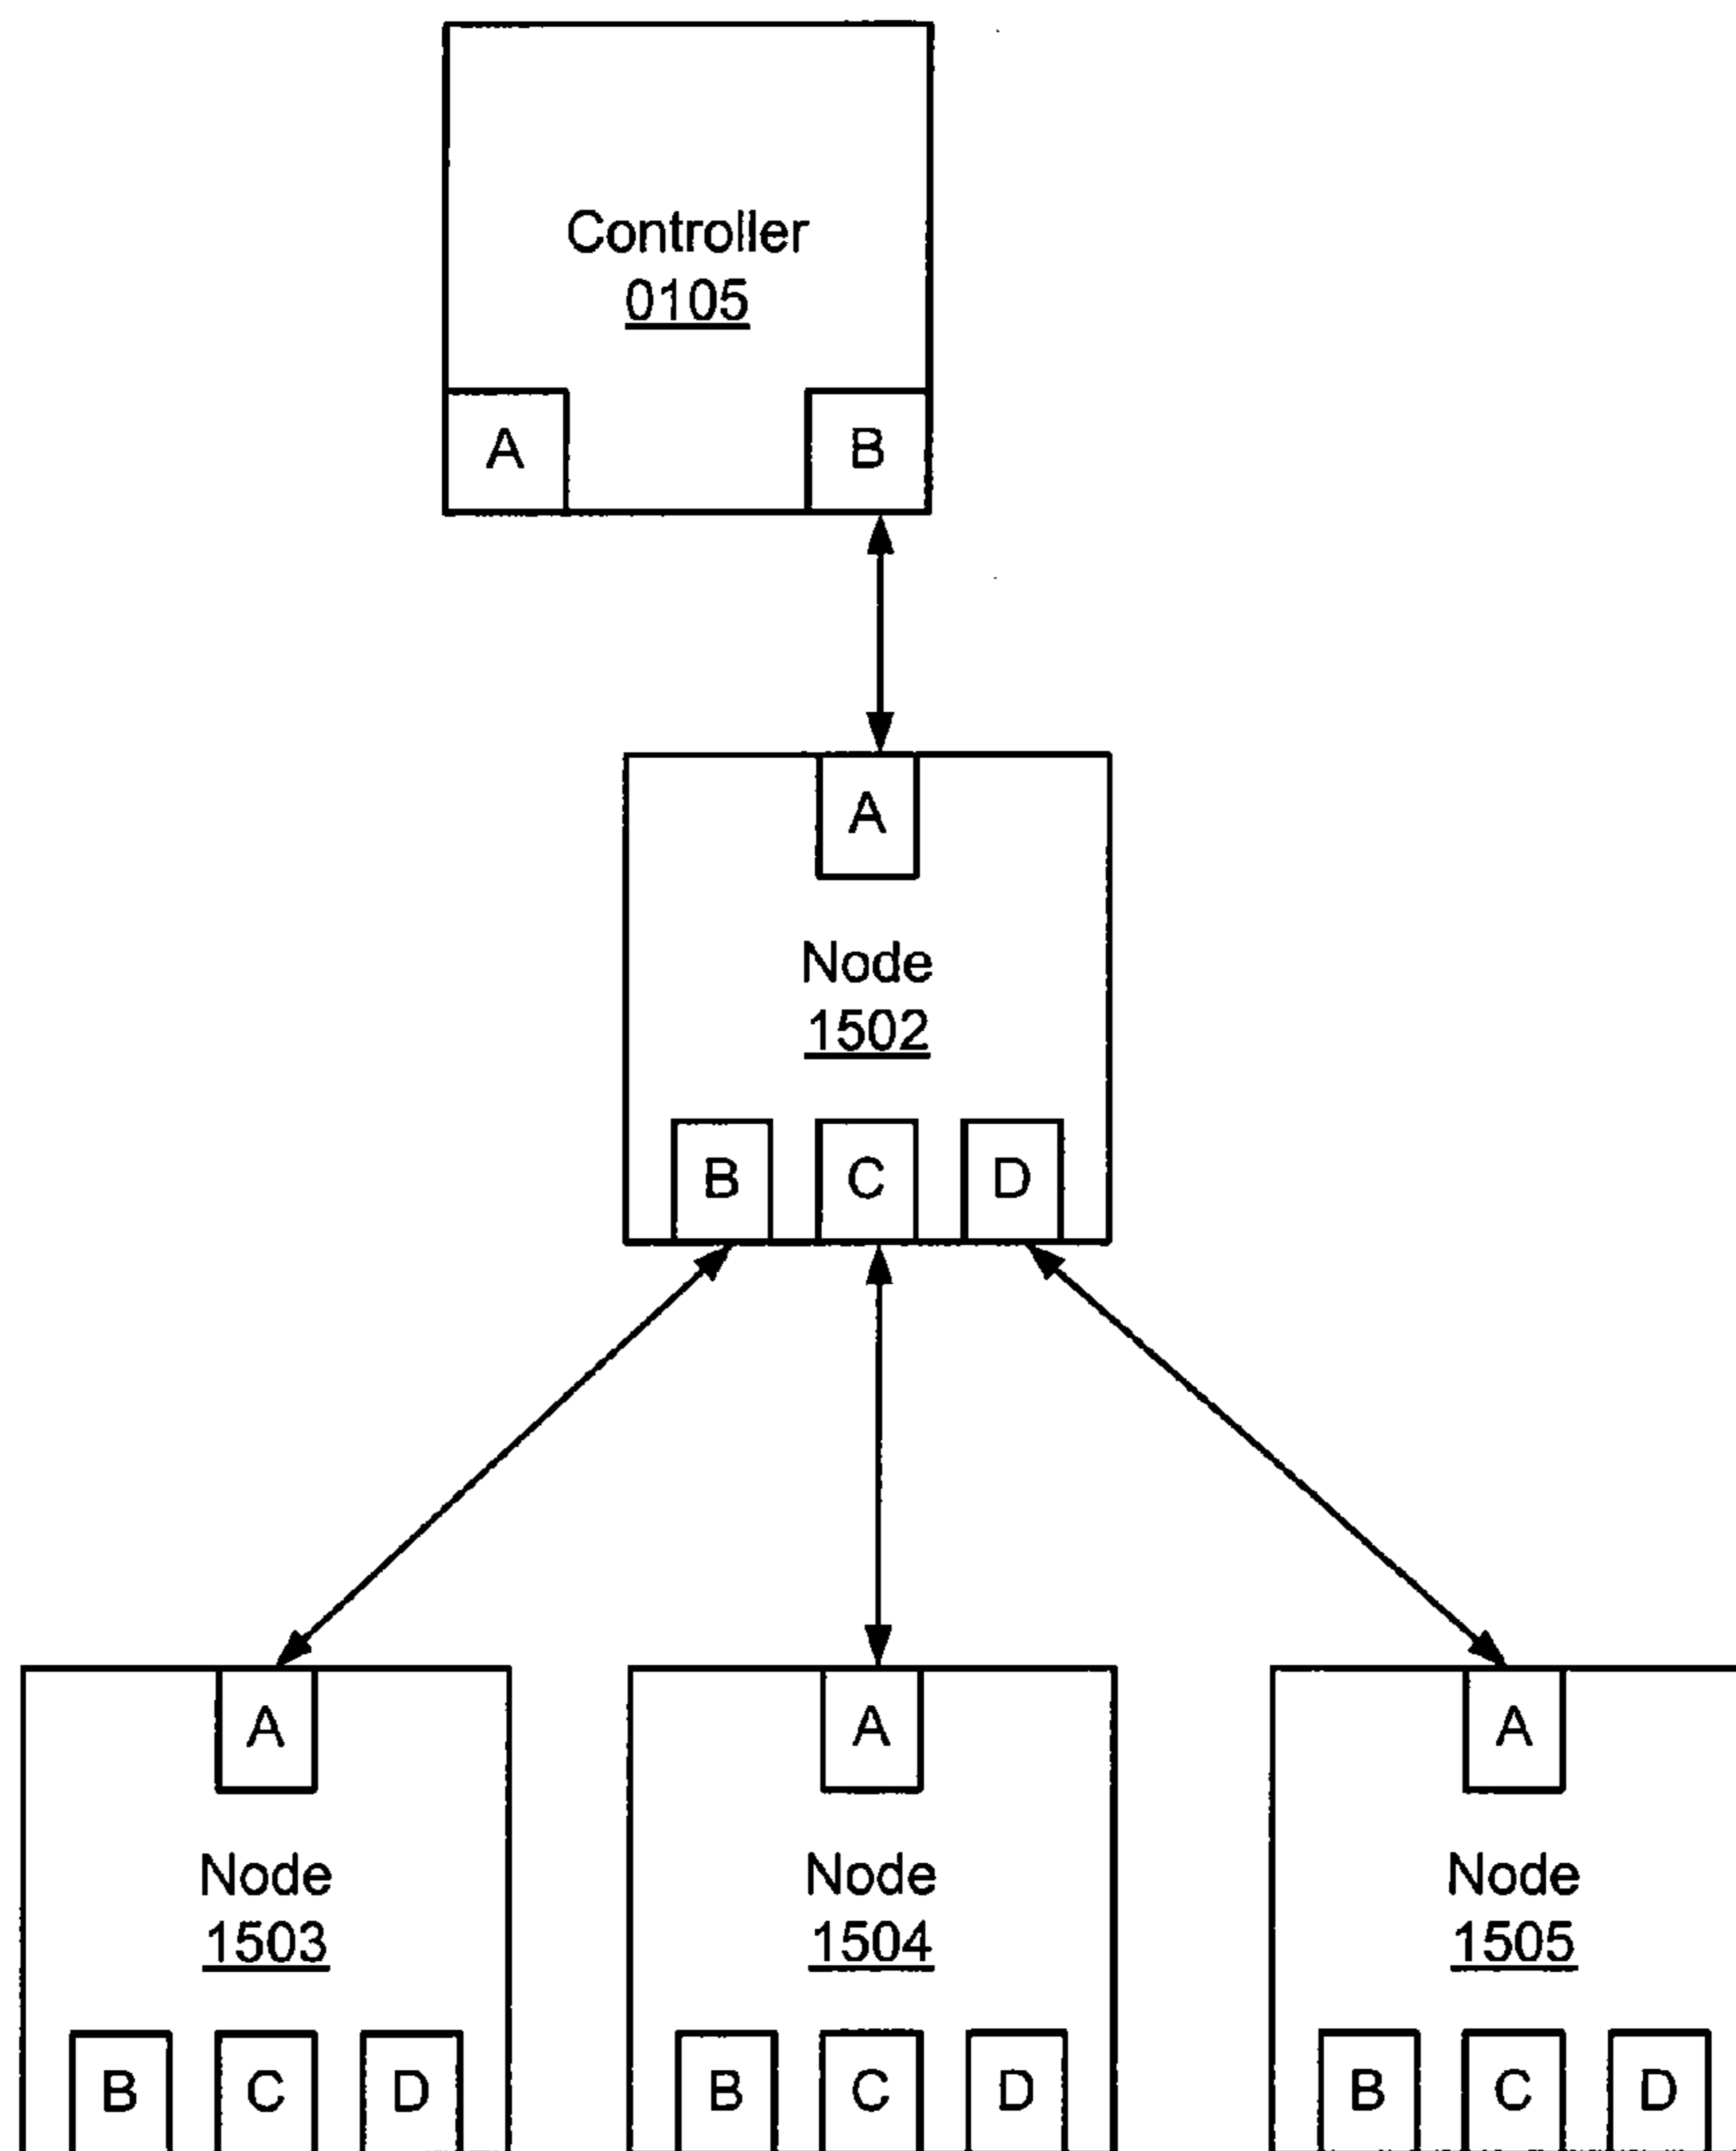 Controller
0105
A B
A
Node
1502
B C D
A A A
Node Node Node
1503 1504 1505
B C D B C D B C D